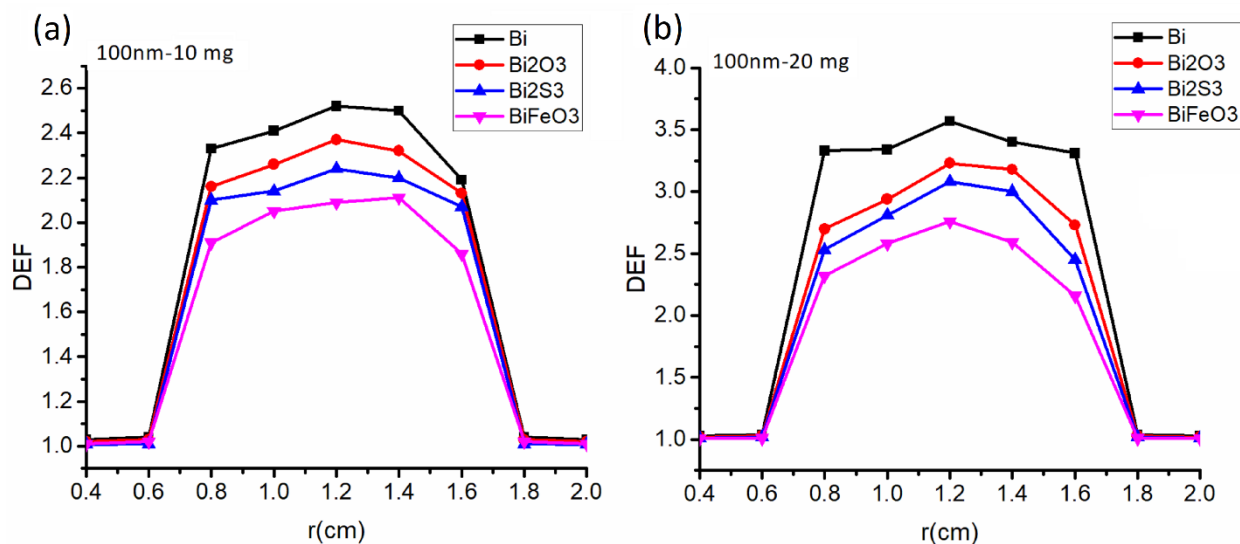 (a)
100nm-10 mg
Bi
Bi2O3
Bi2S3
BiFeO3
DEF
2.6
2.4
2.2
2.0
1.8
1.6
1.4
1.2
1.0
0.4 0.6 0.8 1.0 1.2 1.4 1.6 1.8 2.0
r(cm)
(b)
100nm-20 mg
Bi
Bi2O3
Bi2S3
BiFeO3
DEF
4.0
3.5
3.0
2.5
2.0
1.5
1.0
0.4 0.6 0.8 1.0 1.2 1.4 1.6 1.8 2.0
r(cm)